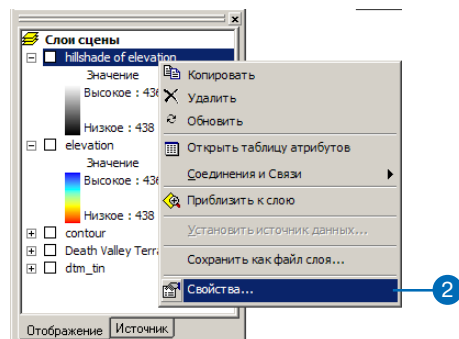 Слои сцены
hillshade of elevation
Значение
Высокое : 436
Низкое : 438
elevation
Значение
Высокое : 436
Низкое : 438
contour
Death Valley Terr
dtm_tin
Отображение
Источник
Копировать
Удалить
Обновить
Открыть таблицу атрибутов
Соединения и Связи
Приблизить к слою
Установить источник данных...
Сохранить как файл слоя...
Свойства...
2